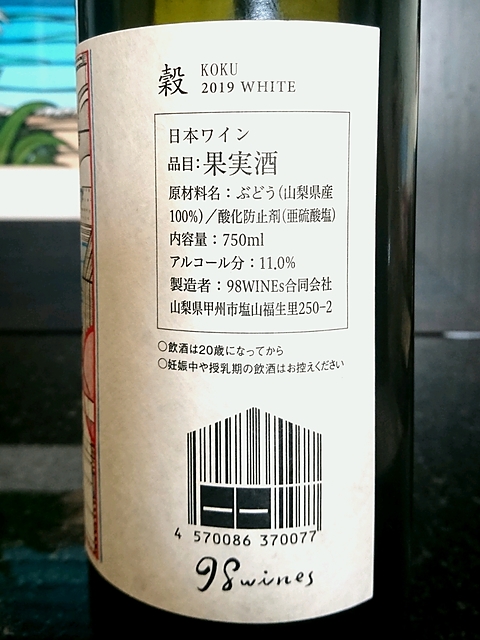 穀 KOKU
2019 WHITE
日本ワイン
品目:果実酒
原材料名：ぶどう(山梨県産
100%)／酸化防止剤(亜硫酸塩)
内容量：750ml
アルコール分：11.0%
製造者：98WINEs合同会社
山梨県甲州市塩山福生里250-2
○飲酒は20歳になってから
○妊娠中や授乳期の飲酒はお控えください
4 570086 370077
98wines